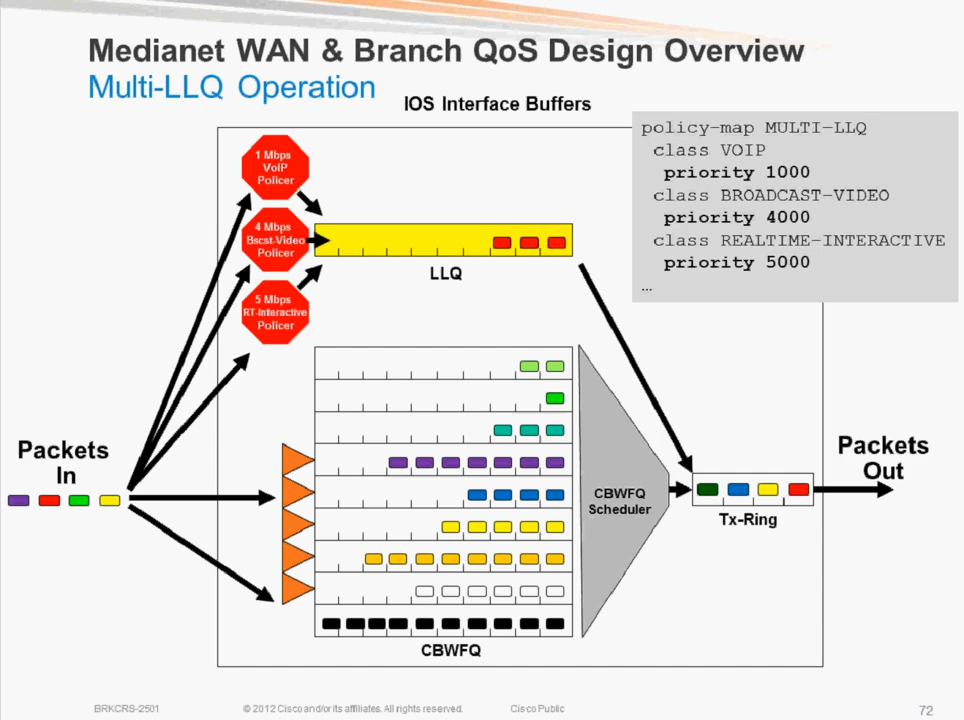 Medianet WAN & Branch QoS Design Overview
Multi-LLQ Operation
IOS Interface Buffers
policy-map MULTI-LLQ
class VOIP
priority 1000
class BROADCAST-VIDEO
priority 4000
class REALTIME-INTERACTIVE
priority 5000
…
1 Mbps
VoIP
Policer
4 Mbps
Bscst-Video
Policer
5 Mbps
RT-Interactive
Policer
LLQ
Packets
In
CBWFQ
Scheduler
CBWFQ
Tx-Ring
Packets
Out
BRKCRS-2501
© 2012 Cisco and/or its affiliates. All rights reserved.
Cisco Public
72